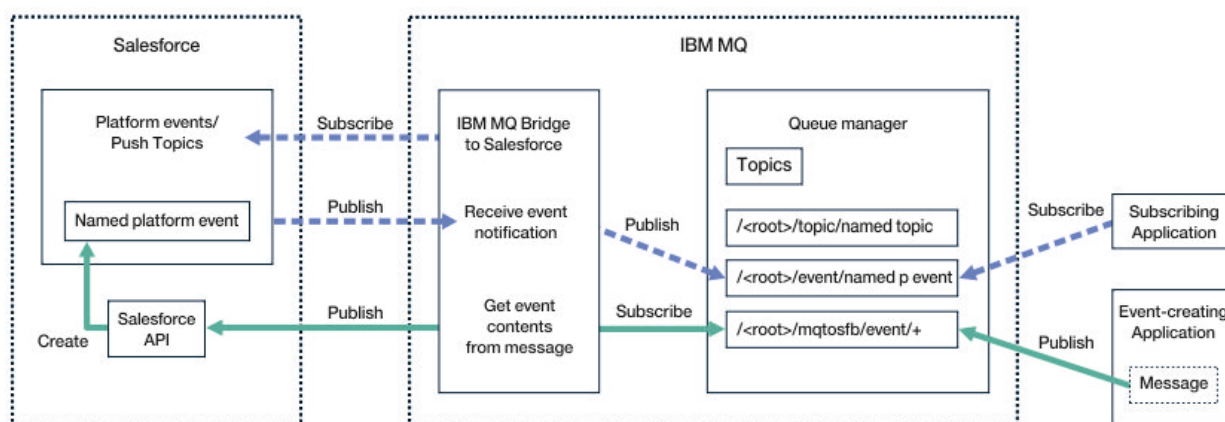 Salesforce
IBM MQ
Platform events/
Push Topics
Subscribe
IBM MQ Bridge
to Salesforce
Queue manager
Topics
Named platform event
Publish
Receive event
notification
Publish
/<root>/topic/named topic
Subscribe
Subscribing
Application
/<root>/event/named p event
Create
Salesforce
API
Publish
Get event
contents
from message
Subscribe
/<root>/mqtosfb/event/+
Publish
Event-creating
Application
Message